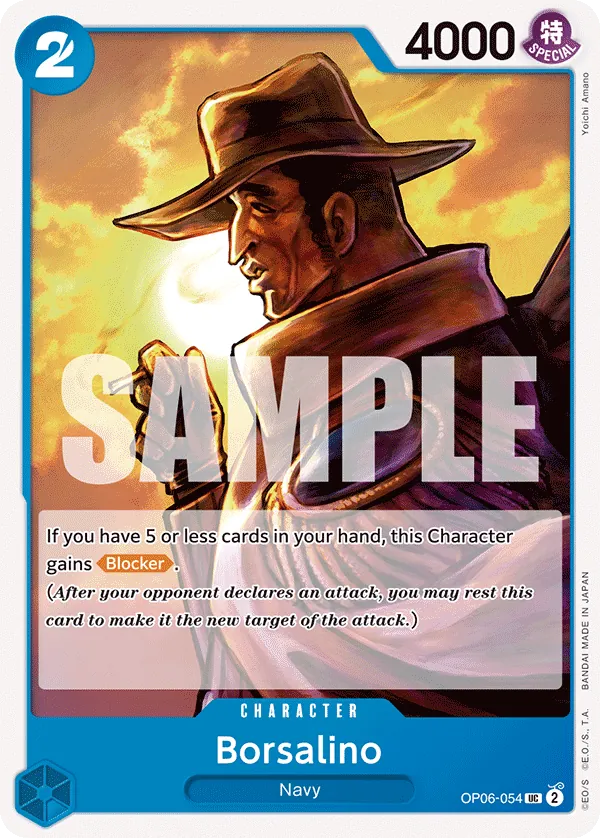 2
4000
特
SPECIAL
Yoichi Amano
SAMPLE
If you have 5 or less cards in your hand, this Character
gains Blocker .
(After your opponent declares an attack, you may rest this
card to make it the new target of the attack.)
CHARACTER
Borsalino
Navy
OP06-054 UC 2
©E.O/S ©E.O./S., T.A. BANDAI MADE IN JAPAN